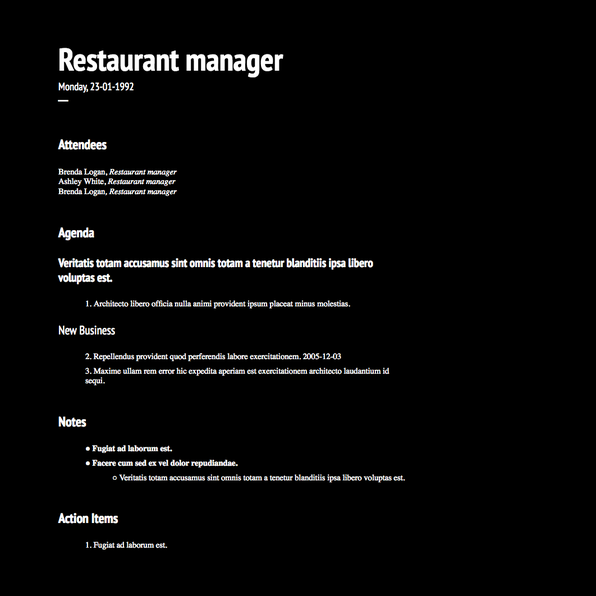 Restaurant manager
Monday, 23-01-1992
Attendees
Brenda Logan, Restaurant manager
Ashley White, Restaurant manager
Brenda Logan, Restaurant manager
Agenda
Veritatis totam accusamus sint omnis totam a tenetur blanditiis ipsa libero
voluptas est.
1. Architecto libero officia nulla animi provident ipsum placeat minus molestias.
New Business
2. Repellendus provident quod perferendis labore exercitationem. 2005-12-03
3. Maxime ullam rem error hic expedita aperiam est exercitationem architecto laudantium id
sequi.
Notes
● Fugiat ad laborum est.
● Facere cum sed ex vel dolor repudiandae.
○ Veritatis totam accusamus sint omnis totam a tenetur blanditiis ipsa libero voluptas est.
Action Items
1. Fugiat ad laborum est.